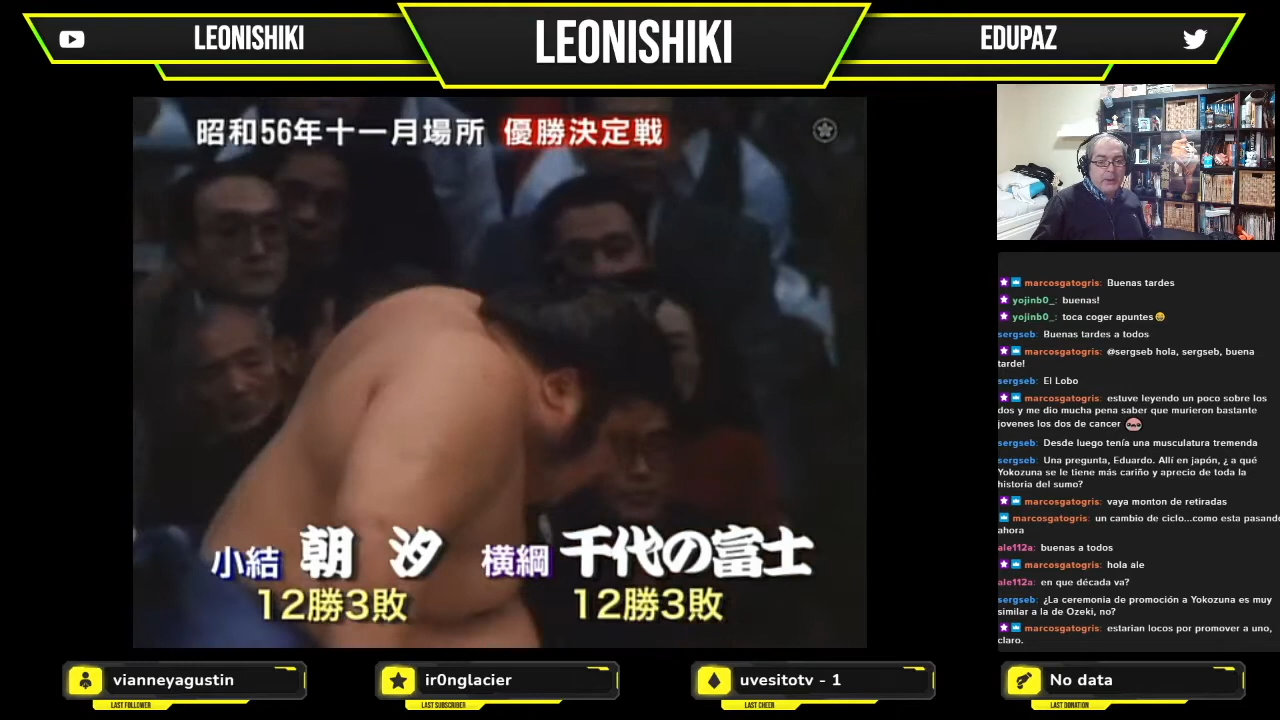 LEONISHIKI
LEONISHIKI
EDUPAZ
昭和56年十一月場所 優勝決定戦
小結 朝汐 横綱 千代の富士
12勝3敗 12勝3敗
marcosgatogris: Buenas tardes
yojinb0_: buenas!
yojinb0_: toca coger apuntes
sergseb: Buenas tardes a todos
marcosgatogris: @sergseb hola, sergseb, buena
tarde!
sergseb: El Lobo
marcosgatogris: estuve leyendo un poco sobre los
dos y me dio mucha pena saber que murieron bastante
jovenes los dos de cancer
sergseb: Desde luego tenía una musculatura tremenda
sergseb: Una pregunta, Eduardo. Allí en japón, ¿ a qué
Yokozuna se le tiene más cariño y aprecio de toda la
historia del sumo?
marcosgatogris: vaya monton de retiradas
marcosgatogris: un cambio de ciclo...como esta pasando
ahora
ale112a: buenas a todos
marcosgatogris: hola ale
ale112a: en que década va?
sergseb: ¿La ceremonia de promoción a Yokozuna es muy
similar a la de Ozeki, no?
marcosgatogris: estarian locos por promover a uno,
claro.
vianneyagustin
LAST FOLLOWER
ir0nglacier
LAST SUBSCRIBER
uvesitotv - 1
LAST CHEER
No data
LAST DONATION